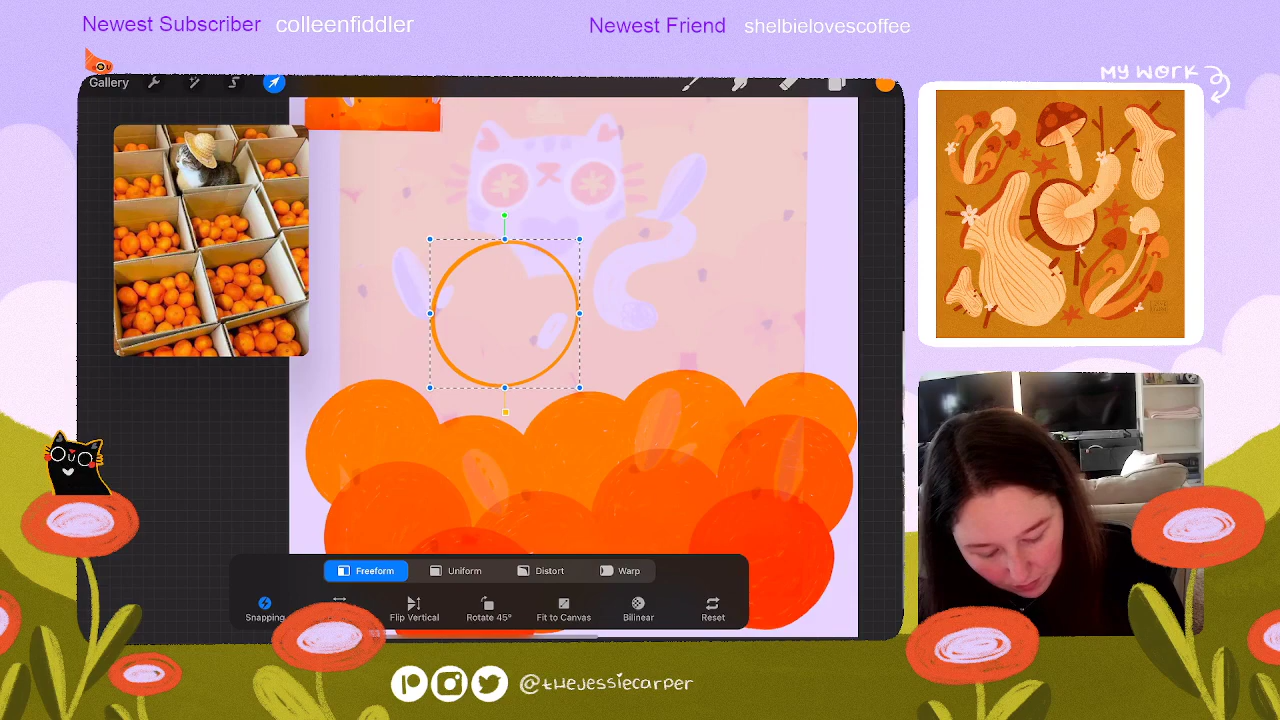 Newest Subscriber colleenfiddler
Newest Friend shelbielovescoffee
MY WORK
Gallery
Freeform Uniform Distort Warp
Snapping Flip Vertical Rotate 45° Fit to Canvas Bilinear Reset
@theJessiecarper